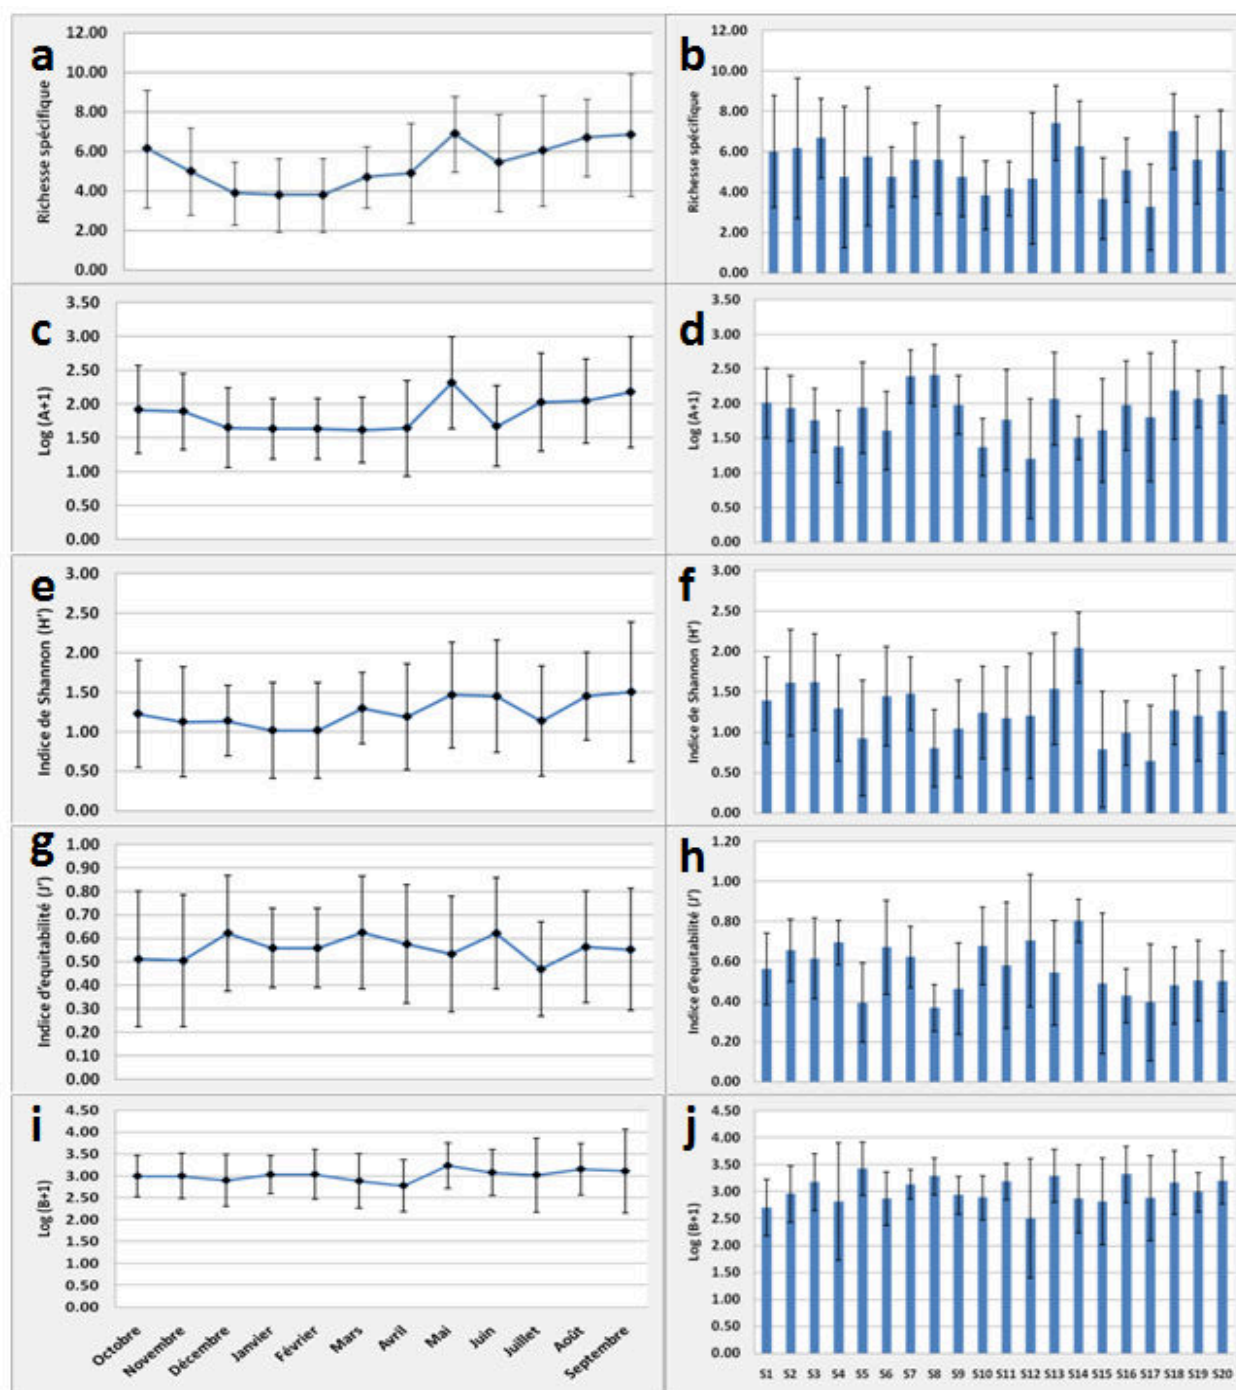 a
Richesse spécifique
12.00
10.00
8.00
6.00
4.00
2.00
0.00
b
Richesse spécifique
12.00
10.00
8.00
6.00
4.00
2.00
0.00
c
Log (A+1)
3.50
3.00
2.50
2.00
1.50
1.00
0.50
0.00
d
Log (A+1)
3.50
3.00
2.50
2.00
1.50
1.00
0.50
0.00
e
Indice de Shannon (H')
3.00
2.50
2.00
1.50
1.00
0.50
0.00
f
Indice de Shannon (H')
3.00
2.50
2.00
1.50
1.00
0.50
0.00
g
Indice d'equitabilité (J')
1.00
0.90
0.80
0.70
0.60
0.50
0.40
0.30
0.20
0.10
0.00
h
Indice d'equitabilité (J')
1.20
1.00
0.80
0.60
0.40
0.20
0.00
i
Log (B+1)
4.50
4.00
3.50
3.00
2.50
2.00
1.50
1.00
0.50
0.00
Octobre
Novembre
Décembre
Janvier
Février
Mars
Avril
Mai
Juin
Juillet
Août
Septembre
j
Log (B+1)
4.50
4.00
3.50
3.00
2.50
2.00
1.50
1.00
0.50
0.00
S1 S2 S3 S4 S5 S6 S7 S8 S9 S10 S11 S12 S13 S14 S15 S16 S17 S18 S19 S20